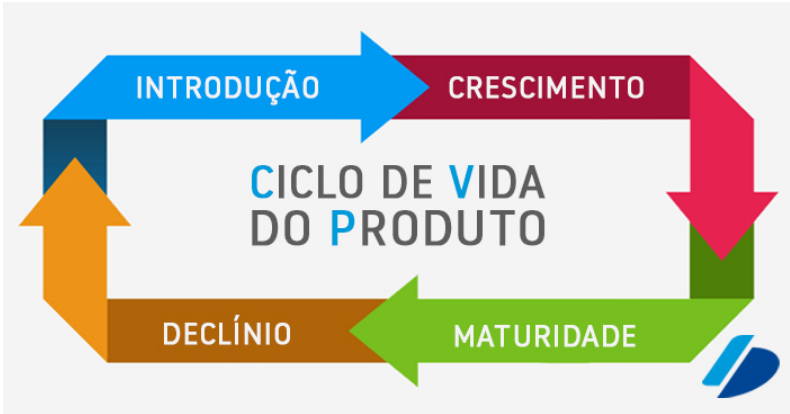 INTRODUÇÃO
CRESCIMENTO
CICLO DE VIDA
DO PRODUTO
DECLÍNIO
MATURIDADE